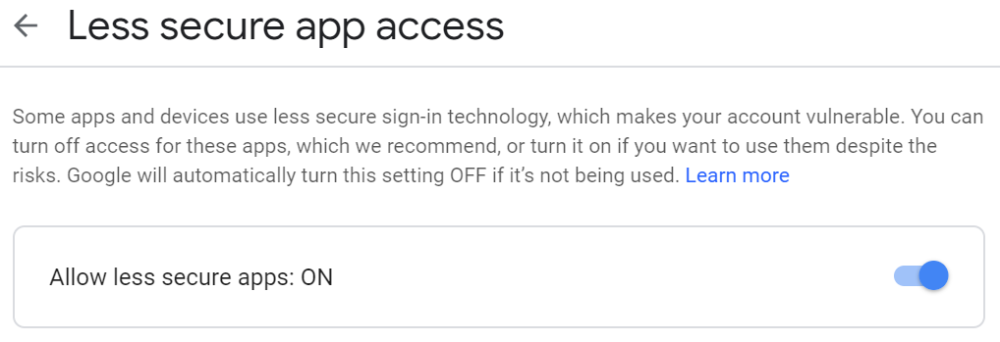 Less secure app access
Some apps and devices use less secure sign-in technology, which makes your account vulnerable. You can
turn off access for these apps, which we recommend, or turn it on if you want to use them despite the
risks. Google will automatically turn this setting OFF if it’s not being used. Learn more
Allow less secure apps: ON